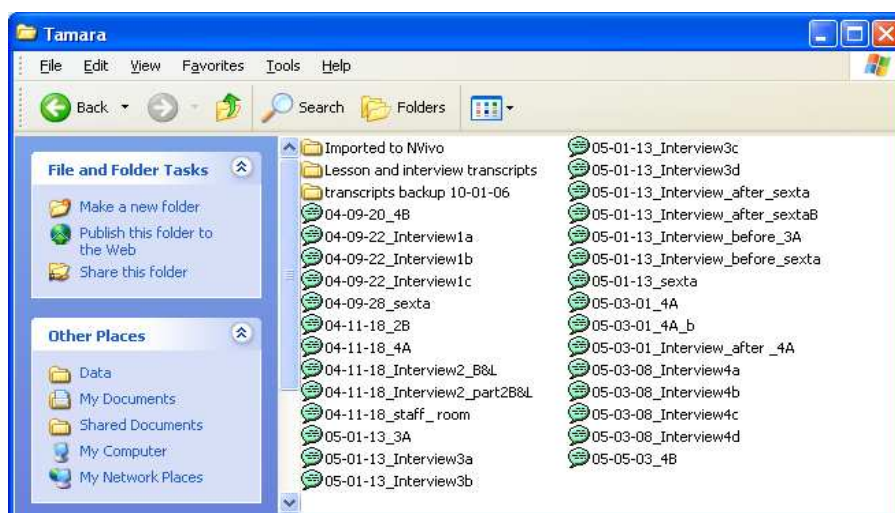 Tamara
File Edit View Favorites Tools Help
Back Search Folders
File and Folder Tasks
Make a new folder
Publish this folder to
the Web
Share this folder
Other Places
Data
My Documents
Shared Documents
My Computer
My Network Places
Imported to NVivo
Lesson and interview transcripts
transcripts backup 10-01-06
04-09-20_4B
04-09-22_Interview1a
04-09-22_Interview1b
04-09-22_Interview1c
04-09-28_sexta
04-11-18_2B
04-11-18_4A
04-11-18_Interview2_B&L
04-11-18_Interview2_part2B&L
04-11-18_staff_ room
05-01-13_3A
05-01-13_Interview3a
05-01-13_Interview3b
05-01-13_Interview3c
05-01-13_Interview3d
05-01-13_Interview_after_sexta
05-01-13_Interview_after_sextaB
05-01-13_Interview_before_3A
05-01-13_Interview_before_sexta
05-01-13_sexta
05-03-01_4A
05-03-01_4A_b
05-03-01_Interview_after _4A
05-03-08_Interview4a
05-03-08_Interview4b
05-03-08_Interview4c
05-03-08_Interview4d
05-05-03_4B